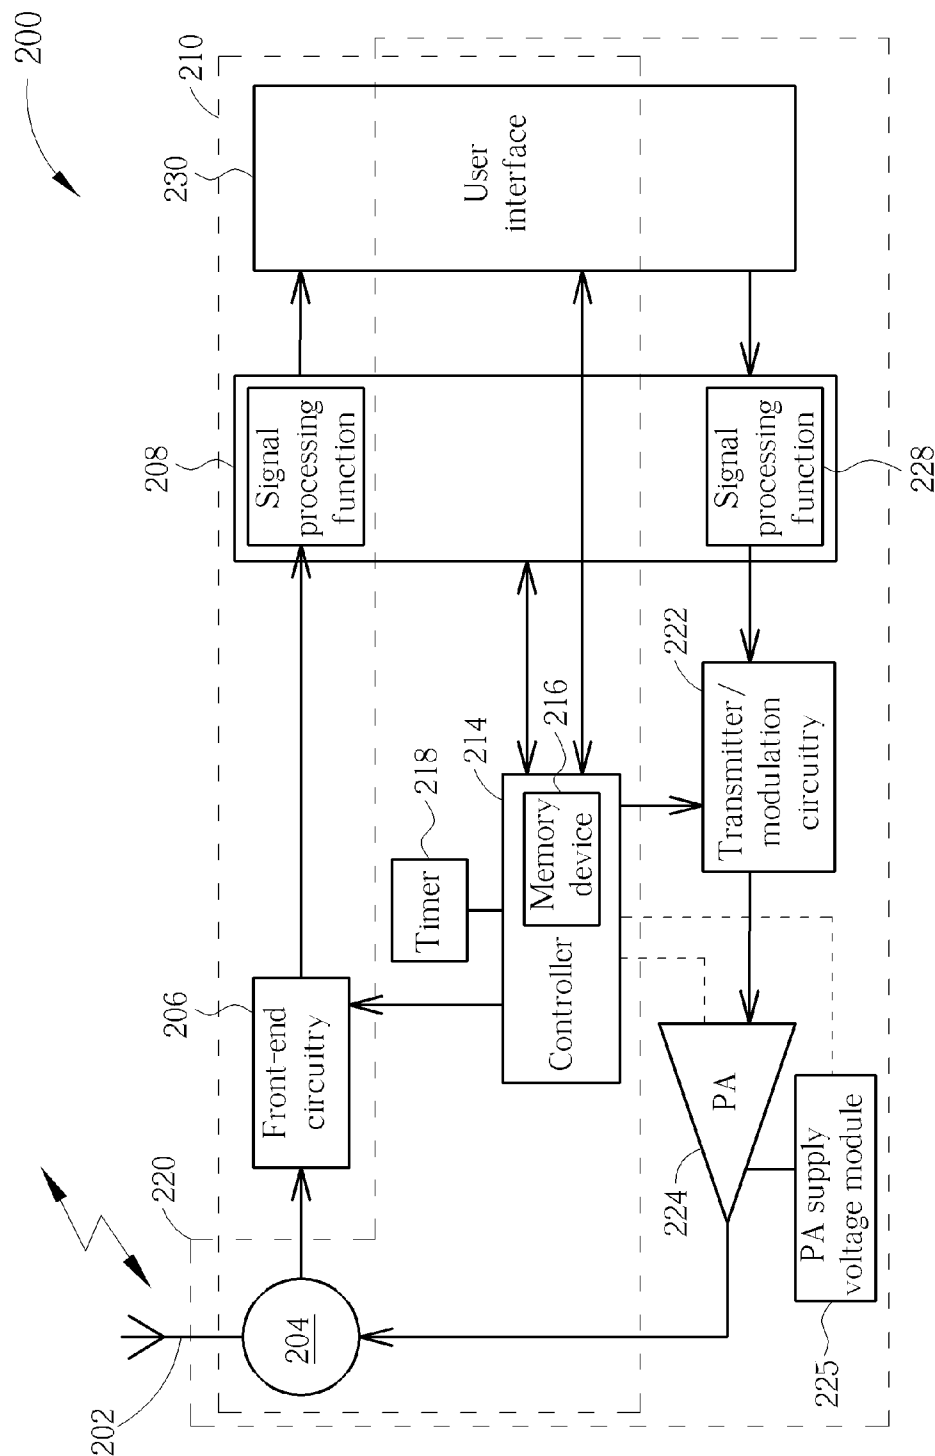 200
210
230
User
interface
208
Signal
processing
function
Signal
processing
function
228
222
Transmitter/
modulation
circuitry
214
216
218
Timer
Memory
device
Controller
206
Front-end
circuitry
220
204
202
PA
224
PA supply
voltage module
225